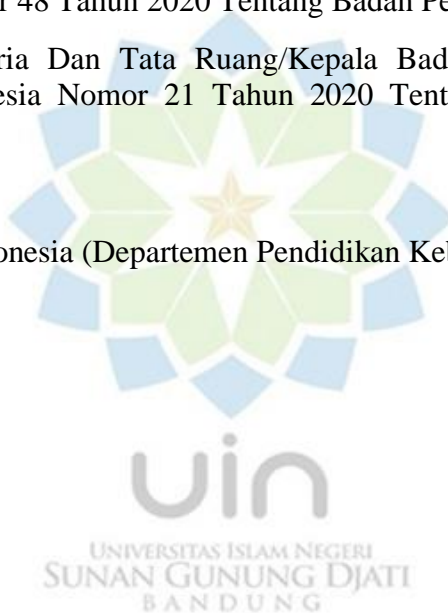 48 Tahun 2020 Tentang Badan
ria Dan Tata Ruang/Kepala Bad
esia Nomor 21 Tahun 2020 Tent
onesia (Departemen Pendidikan Ke
uin
UNIVERSITAS ISLAM NEGERI
SUNAN GUNUNG DJATI
BANDUNG